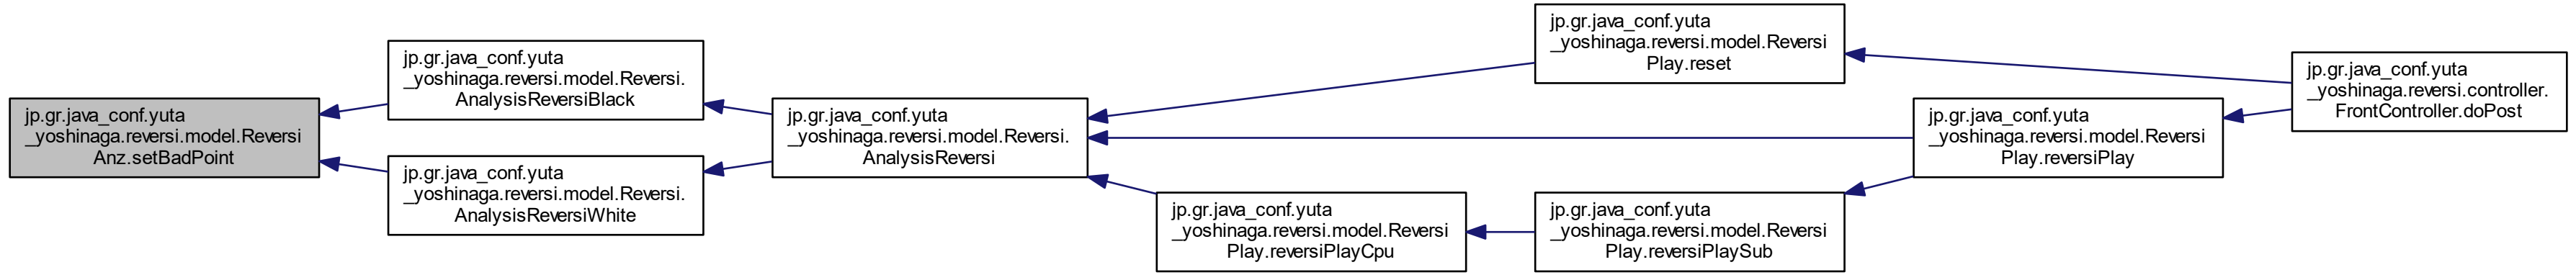 jp.gr.java_conf.yuta
_yoshinaga.reversi.model.Reversi
Anz.setBadPoint
jp.gr.java_conf.yuta
_yoshinaga.reversi.model.Reversi.
AnalysisReversiBlack
jp.gr.java_conf.yuta
_yoshinaga.reversi.model.Reversi.
AnalysisReversiWhite
jp.gr.java_conf.yuta
_yoshinaga.reversi.model.Reversi.
AnalysisReversi
jp.gr.java_conf.yuta
_yoshinaga.reversi.model.Reversi
Play.reset
jp.gr.java_conf.yuta
_yoshinaga.reversi.model.Reversi
Play.reversiPlayCpu
jp.gr.java_conf.yuta
_yoshinaga.reversi.model.Reversi
Play.reversiPlaySub
jp.gr.java_conf.yuta
_yoshinaga.reversi.model.Reversi
Play.reversiPlay
jp.gr.java_conf.yuta
_yoshinaga.reversi.controller.
FrontController.doPost